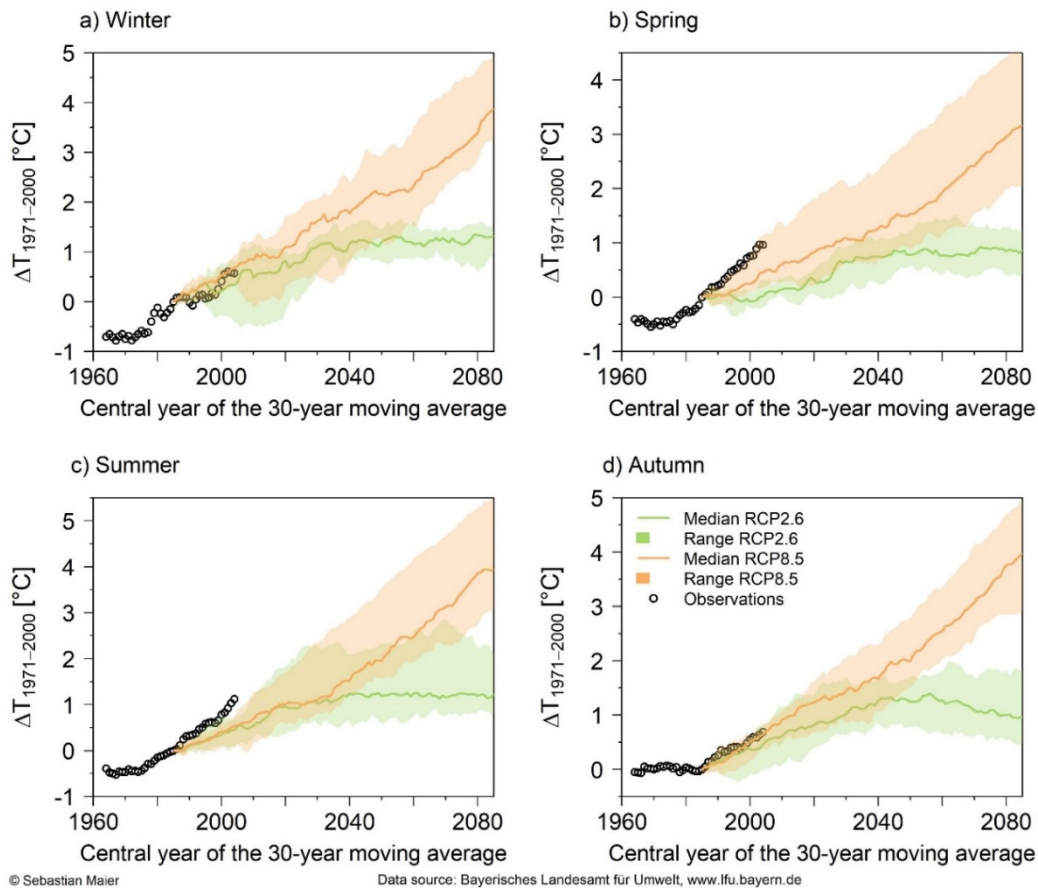 a) Winter
5
4
3
2
1
0
-1
ΔT1971–2000 [°C]
1960 2000 2040 2080
Central year of the 30-year moving average
b) Spring
5
4
3
2
1
0
-1
ΔT1971–2000 [°C]
1960 2000 2040 2080
Central year of the 30-year moving average
c) Summer
5
4
3
2
1
0
-1
ΔT1971–2000 [°C]
1960 2000 2040 2080
Central year of the 30-year moving average
d) Autumn
5
4
3
2
1
0
ΔT1971–2000 [°C]
Median RCP2.6
Range RCP2.6
Median RCP8.5
Range RCP8.5
Observations
1960 2000 2040 2080
Central year of the 30-year moving average
© Sebastian Maier
Data source: Bayerisches Landesamt für Umwelt, www.lfu.bayern.de